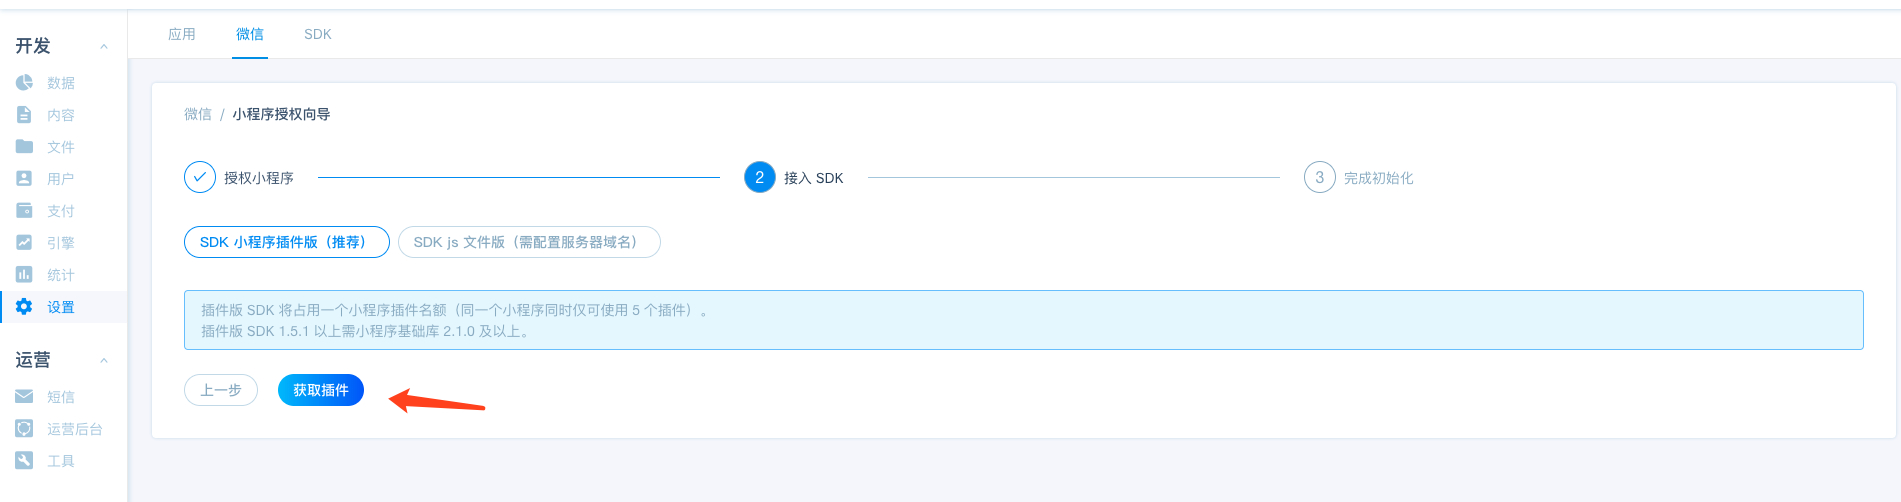 应用 微信 SDK
开发
数据
内容
文件
用户
支付
引擎
统计
设置
运营
短信
运营后台
工具
微信 / 小程序授权向导
授权小程序 2 接入 SDK 3 完成初始化
SDK 小程序插件版（推荐） SDK js 文件版（需配置服务器域名）
插件版 SDK 将占用一个小程序插件名额（同一个小程序同时仅可使用 5 个插件）。
插件版 SDK 1.5.1 以上需小程序基础库 2.1.0 及以上。
上一步 获取插件